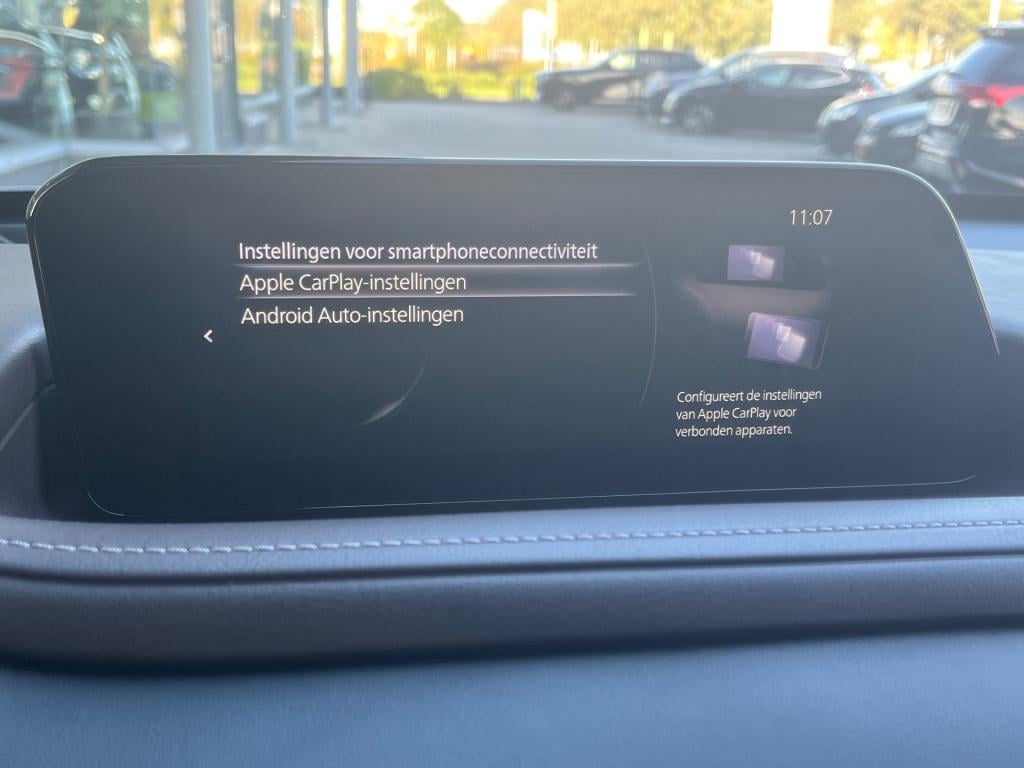 11:07
Instellingen voor smartphoneconnectiviteit
Apple CarPlay-instellingen
Android Auto-instellingen
Configureert de instellingen
van Apple CarPlay voor
verbonden apparaten.